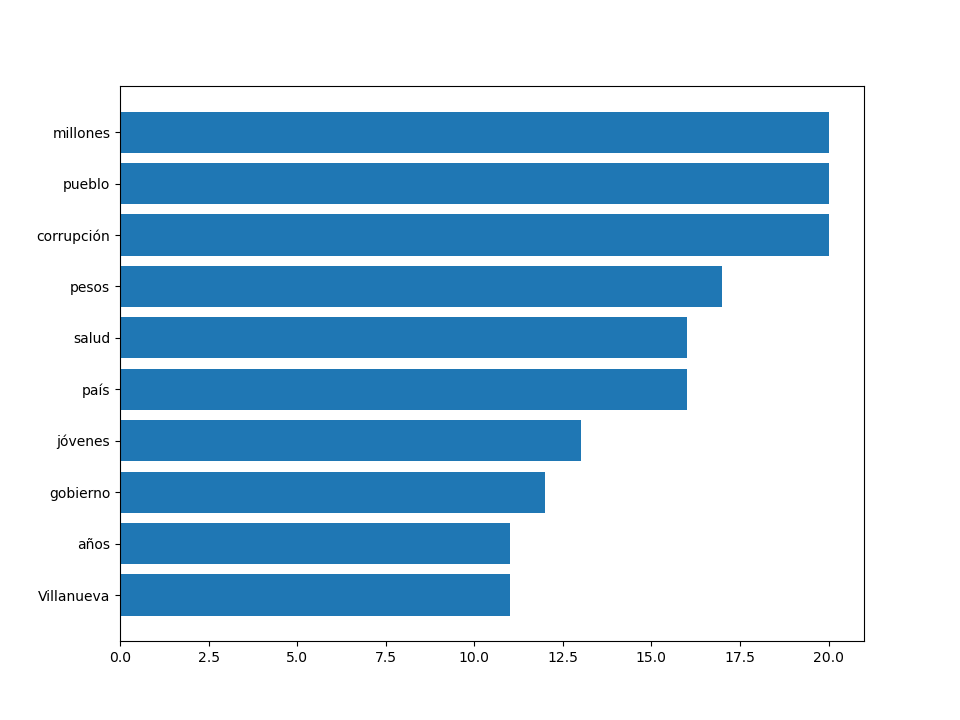 millones
pueblo
corrupción
pesos
salud
país
jóvenes
gobierno
años
Villanueva
0.0 2.5 5.0 7.5 10.0 12.5 15.0 17.5 20.0